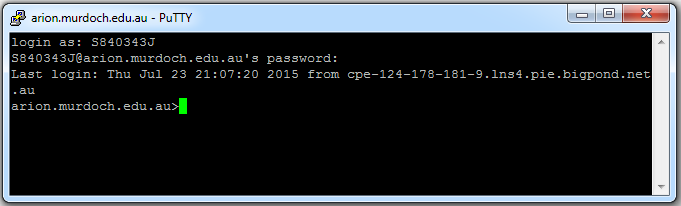 arion.murdoch.edu.au - PuTTY
login as: S840343J
S840343J@arion.murdoch.edu.au's password:
Last login: Thu Jul 23 21:07:20 2015 from cpe-124-178-181-9.lns4.pie.bigpond.net
.au
arion.murdoch.edu.au>